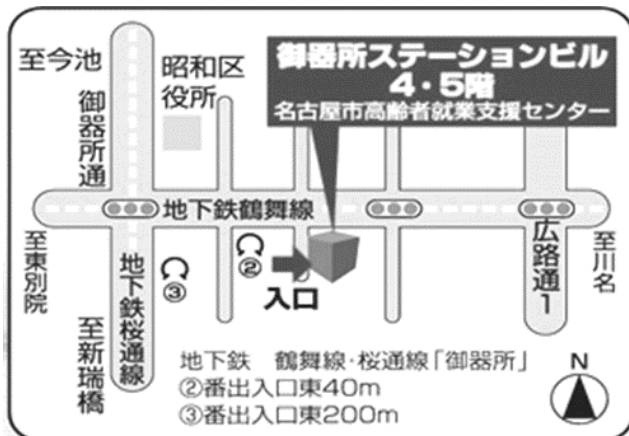 至今池
御器所通
昭和区
役所
御器所ステーションビル
4・5階
名古屋市高齢者就業支援センター
地下鉄鶴舞線
至東別院
地下鉄桜通線
至新瑞橋
③
②
入口
広路通1
至川名
地下鉄 鶴舞線・桜通線「御器所」
②番出入口東40m
③番出入口東200m
N